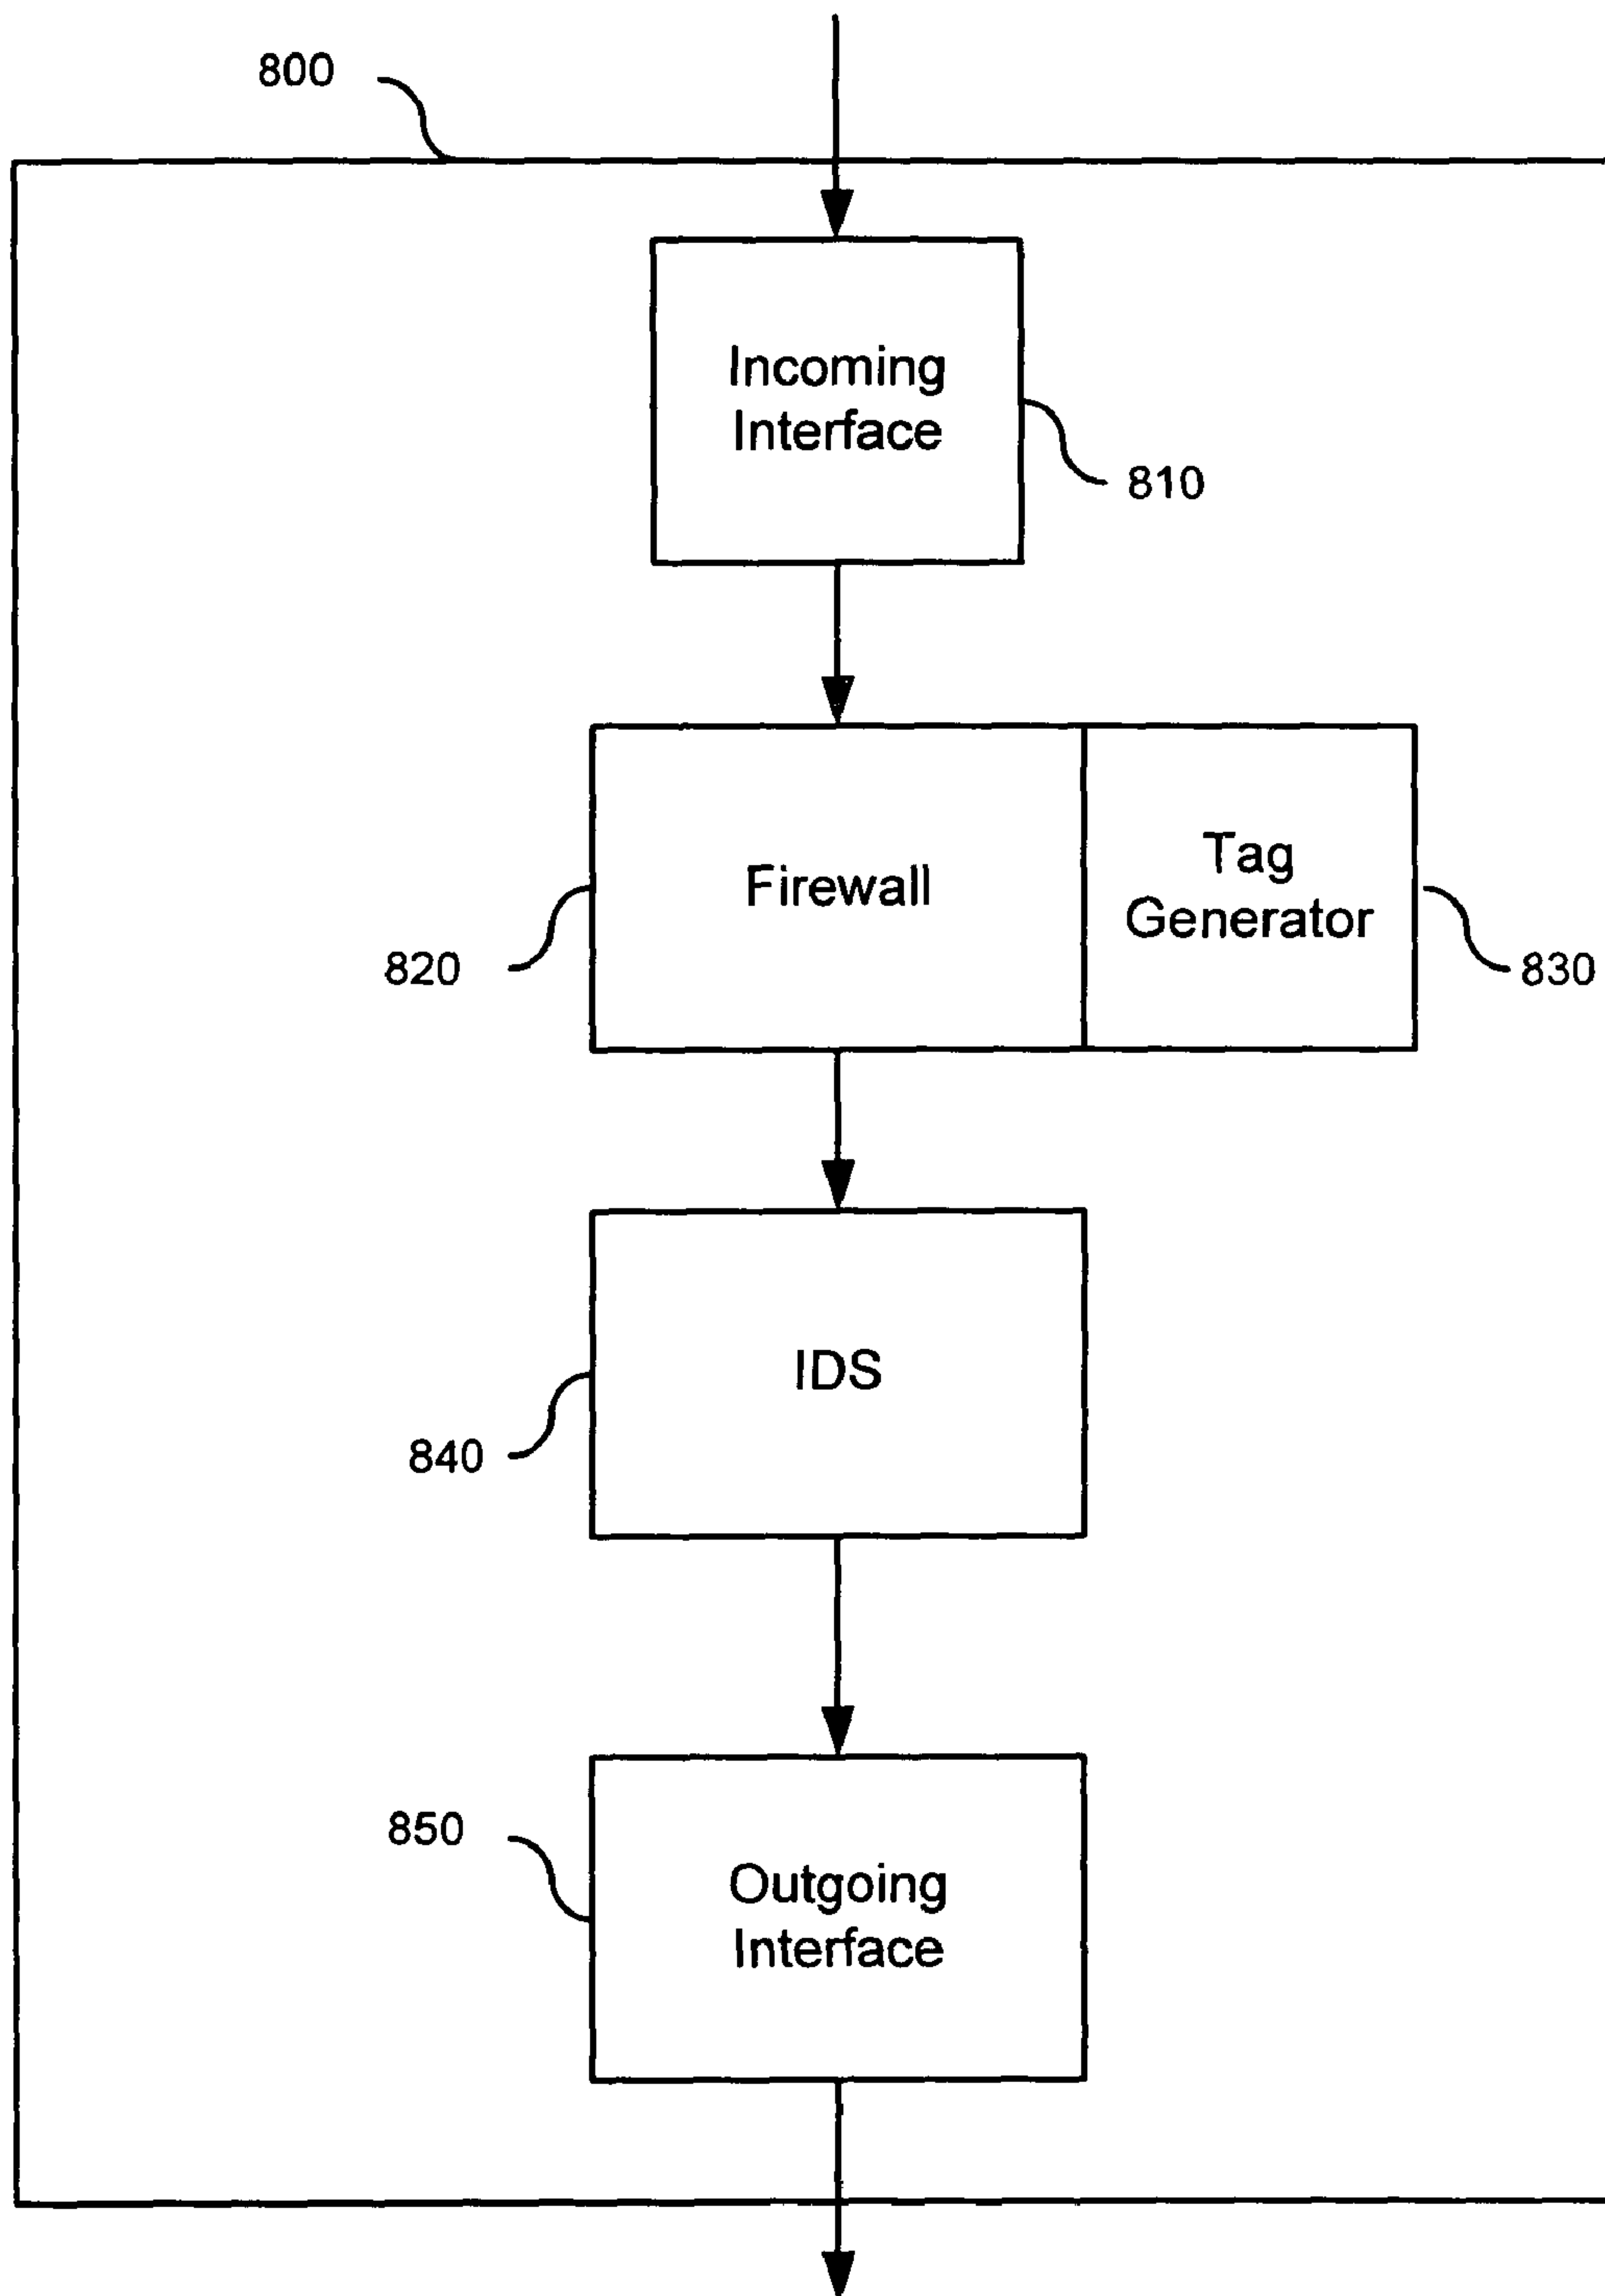 800
Incoming
Interface
810
Firewall
Tag
Generator
820
830
IDS
840
850
Outgoing
Interface